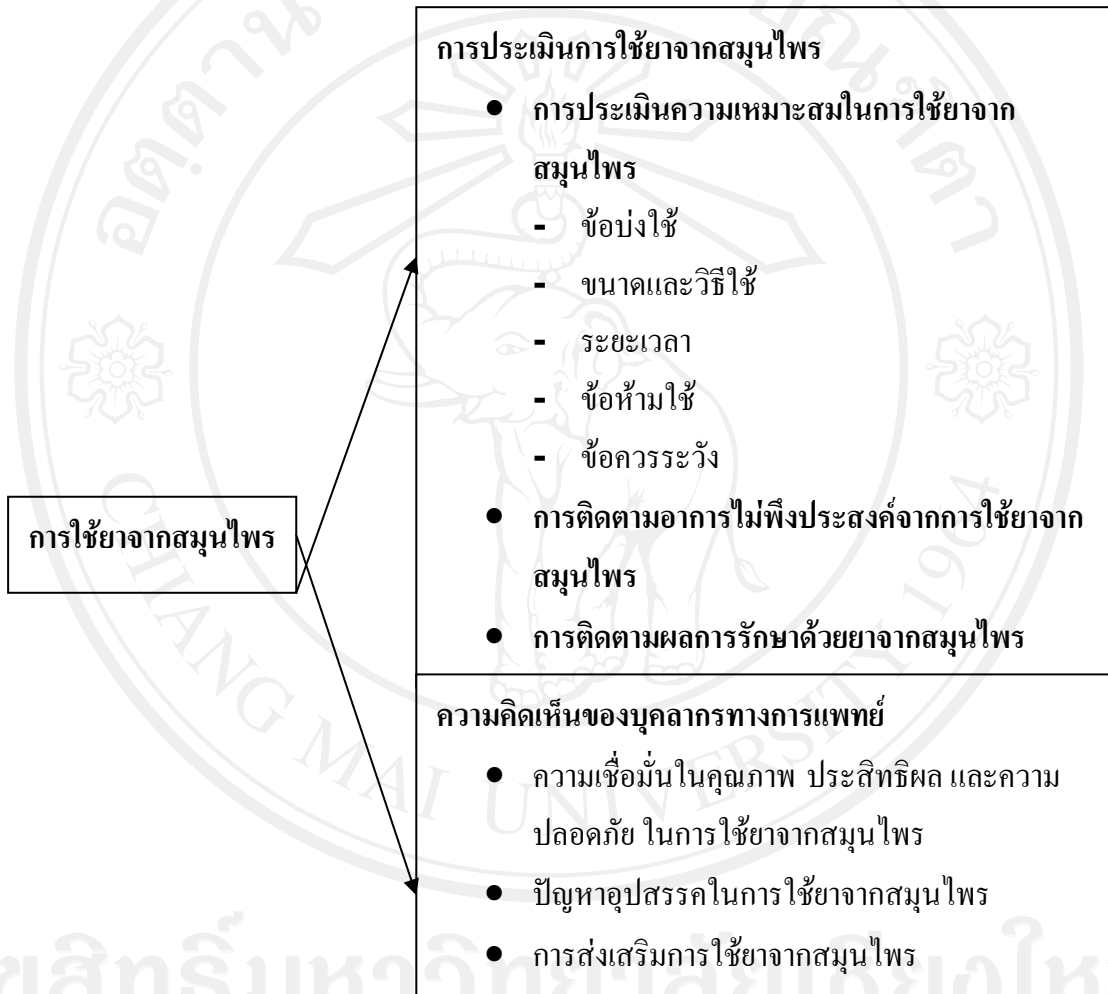 การประเมินการใช้ยาจากสมุนไพร
● การประเมินความเหมาะสมในการใช้ยาจาก
สมุนไพร
- ข้อบ่งใช้
- ขนาดและวิธีใช้
- ระยะเวลา
- ข้อห้ามใช้
- ข้อควรระวัง
● การติดตามอาการไม่พึงประสงค์จากการใช้ยาจาก
สมุนไพร
● การติดตามผลการรักษาด้วยยาจากสมุนไพร
การใช้ยาจากสมุนไพร
ความคิดเห็นของบุคลากรทางการแพทย์
● ความเชื่อมั่นในคุณภาพ ประสิทธิผล และความ
ปลอดภัย ในการใช้ยาจากสมุนไพร
● ปัญหาอุปสรรคในการใช้ยาจากสมุนไพร
● การส่งเสริมการใช้ยาจากสมุนไพร
CHIANG MAI UNIVERSITY 1964